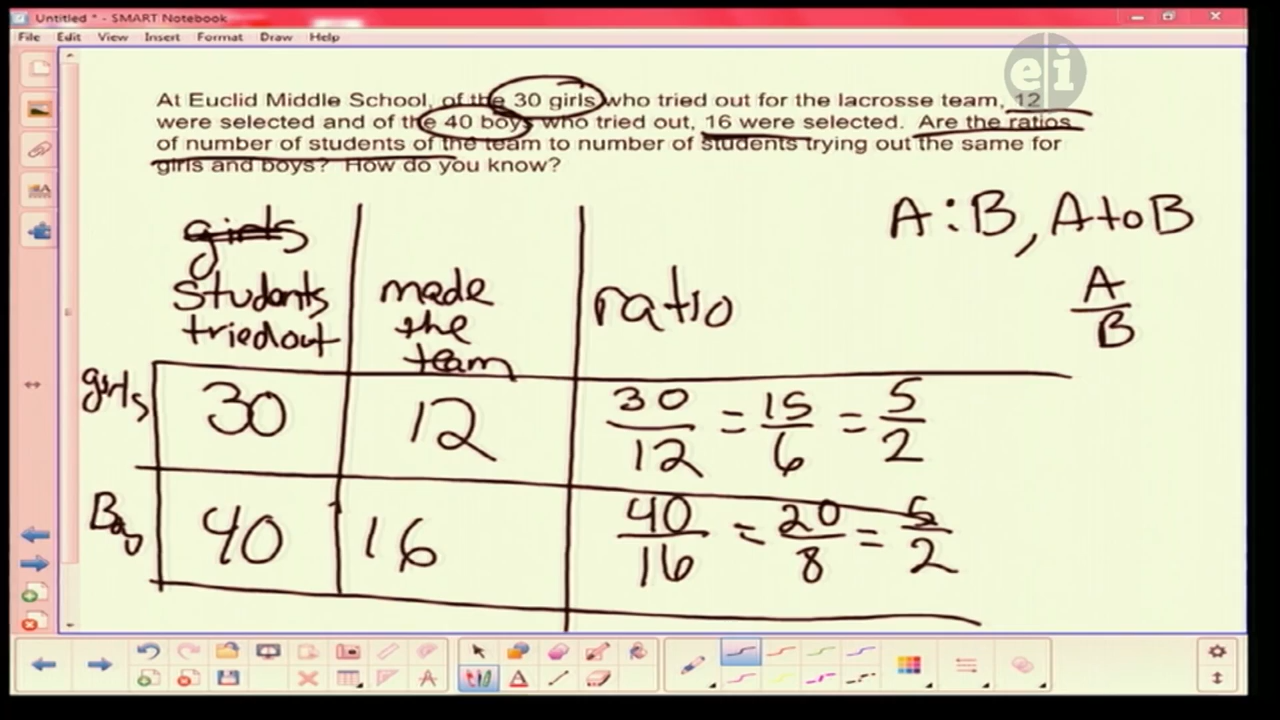 Untitled * - SMART Notebook
File Edit View Insert Format Draw Help
ei
At Euclid Middle School, of the 30 girls who tried out for the lacrosse team, 12
were selected and of the 40 boys who tried out, 16 were selected. Are the ratios
of number of students of the team to number of students trying out the same for
girls and boys? How do you know?
A : B, A to B
A
B
girls
Students
tried out
made
the
team
ratio
girls 30 12 30/12 = 15/6 = 5/2
Boys 40 16 40/16 = 20/8 = 5/2